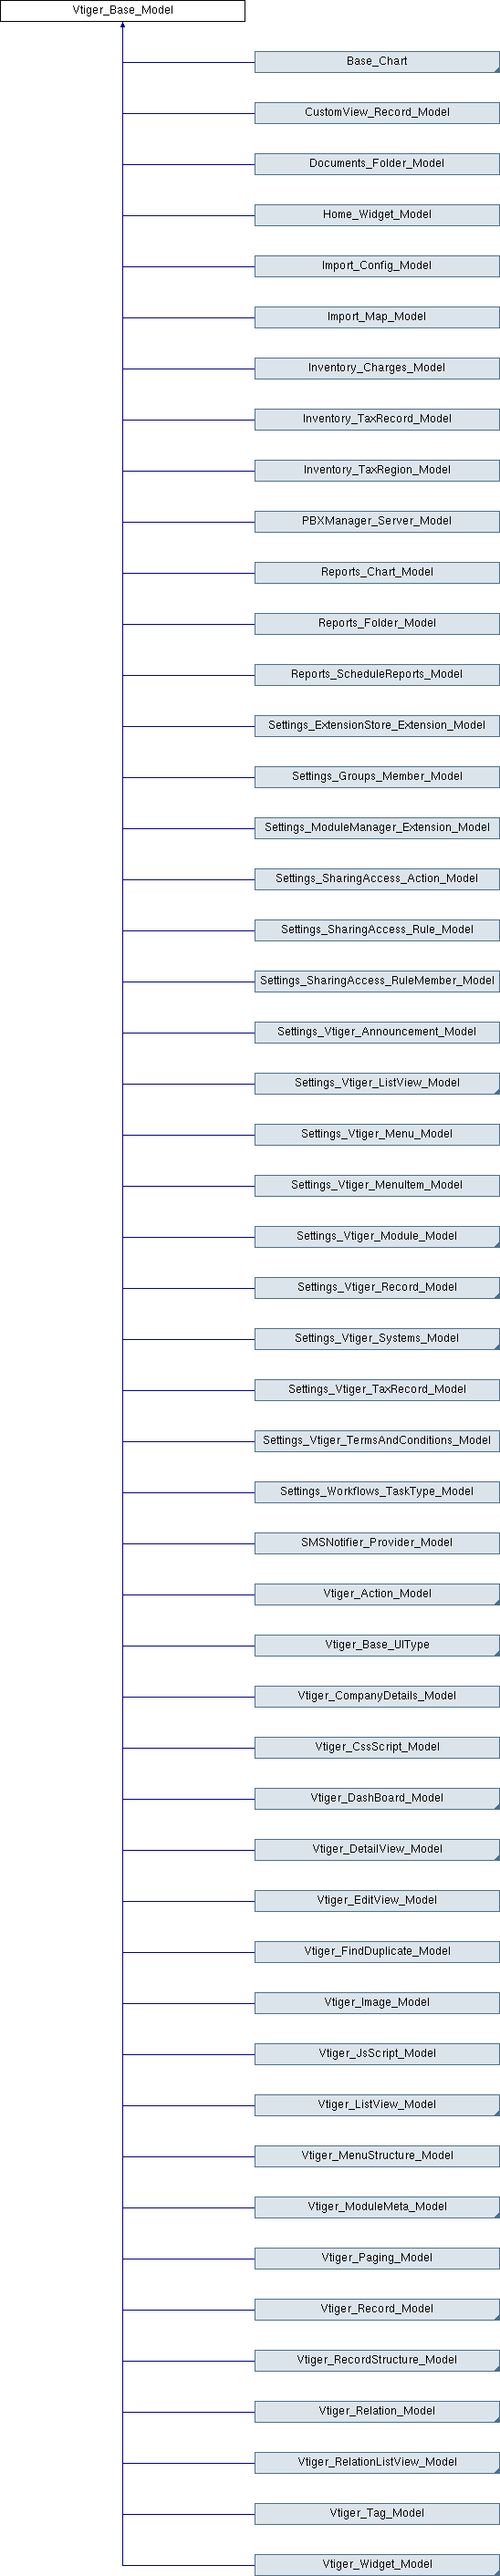 Vtiger_Base_Model
Base_Chart
CustomView_Record_Model
Documents_Folder_Model
Home_Widget_Model
Import_Config_Model
Import_Map_Model
Inventory_Charges_Model
Inventory_TaxRecord_Model
Inventory_TaxRegion_Model
PBXManager_Server_Model
Reports_Chart_Model
Reports_Folder_Model
Reports_ScheduleReports_Model
Settings_ExtensionStore_Extension_Model
Settings_Groups_Member_Model
Settings_ModuleManager_Extension_Model
Settings_SharingAccess_Action_Model
Settings_SharingAccess_Rule_Model
Settings_SharingAccess_RuleMember_Model
Settings_Vtiger_Announcement_Model
Settings_Vtiger_ListView_Model
Settings_Vtiger_Menu_Model
Settings_Vtiger_MenuItem_Model
Settings_Vtiger_Module_Model
Settings_Vtiger_Record_Model
Settings_Vtiger_Systems_Model
Settings_Vtiger_TaxRecord_Model
Settings_Vtiger_TermsAndConditions_Model
Settings_Workflows_TaskType_Model
SMSNotifier_Provider_Model
Vtiger_Action_Model
Vtiger_Base_UIType
Vtiger_CompanyDetails_Model
Vtiger_CssScript_Model
Vtiger_DashBoard_Model
Vtiger_DetailView_Model
Vtiger_EditView_Model
Vtiger_FindDuplicate_Model
Vtiger_Image_Model
Vtiger_JsScript_Model
Vtiger_ListView_Model
Vtiger_MenuStructure_Model
Vtiger_ModuleMeta_Model
Vtiger_Paging_Model
Vtiger_Record_Model
Vtiger_RecordStructure_Model
Vtiger_Relation_Model
Vtiger_RelationListView_Model
Vtiger_Tag_Model
Vtiger_Widget_Model